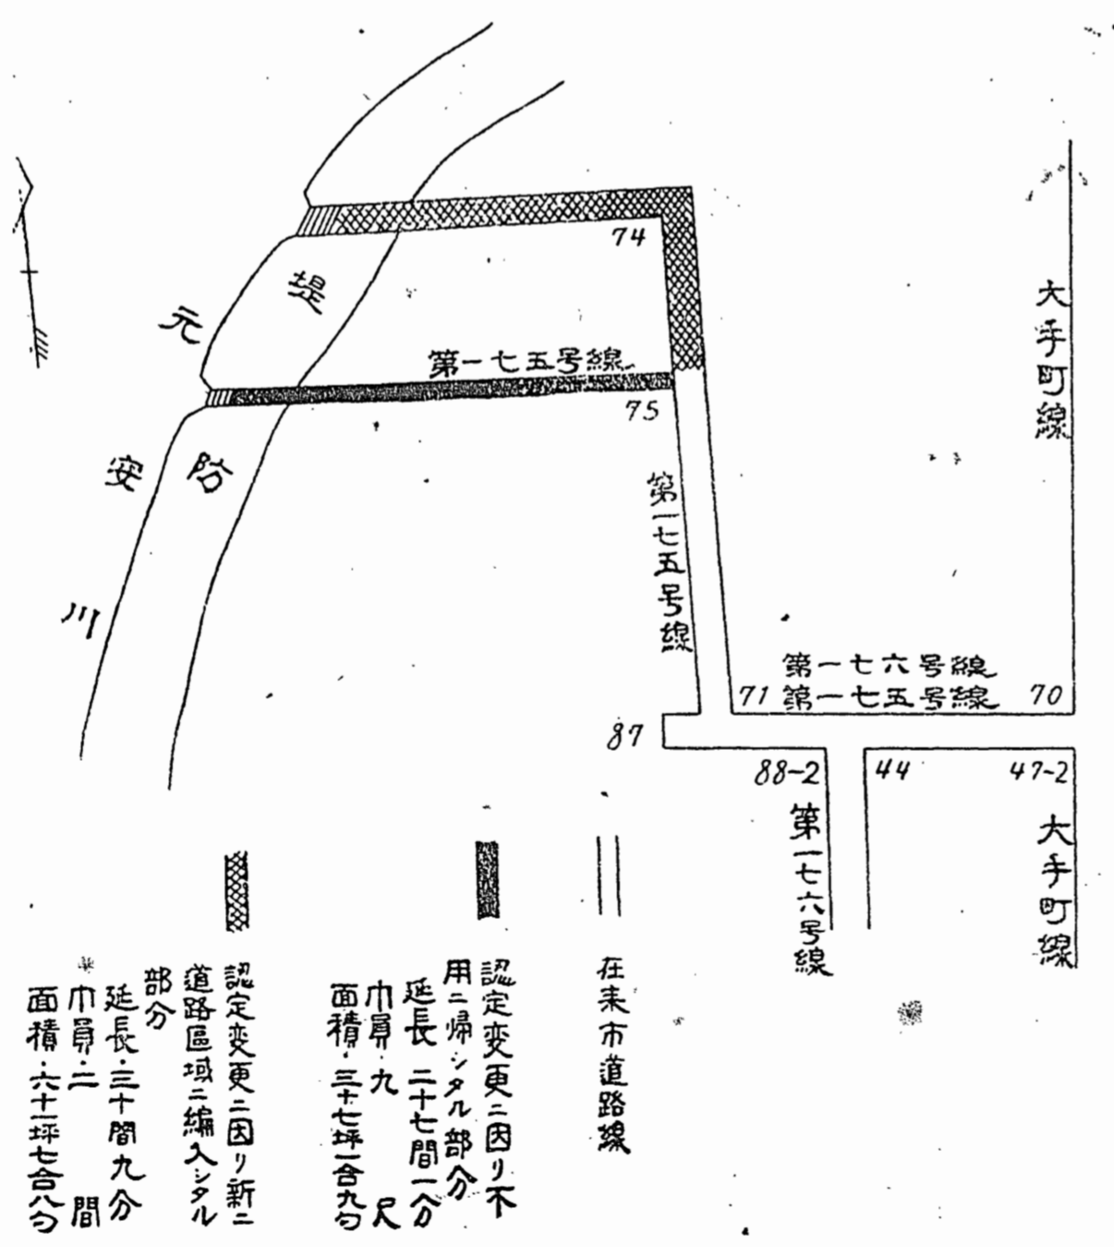 74
堤
元
第一七五号線
75
安
防
川
大手町線
第一七五号線
第一七六号線
71
第一七五号線
70
87
88-2
44
47-2
第一七六号線
大手町線
在来市道路線
認定変更ニ因リ不
用ニ帰シタル部分
延長 二十七間一分
巾員・九尺
面積・三十七坪一合九勺
認定変更ニ因リ新ニ
道路區域ニ編入シタル
部分
延長・三十間九分
巾員・二間
面積・六十一坪七合八勺